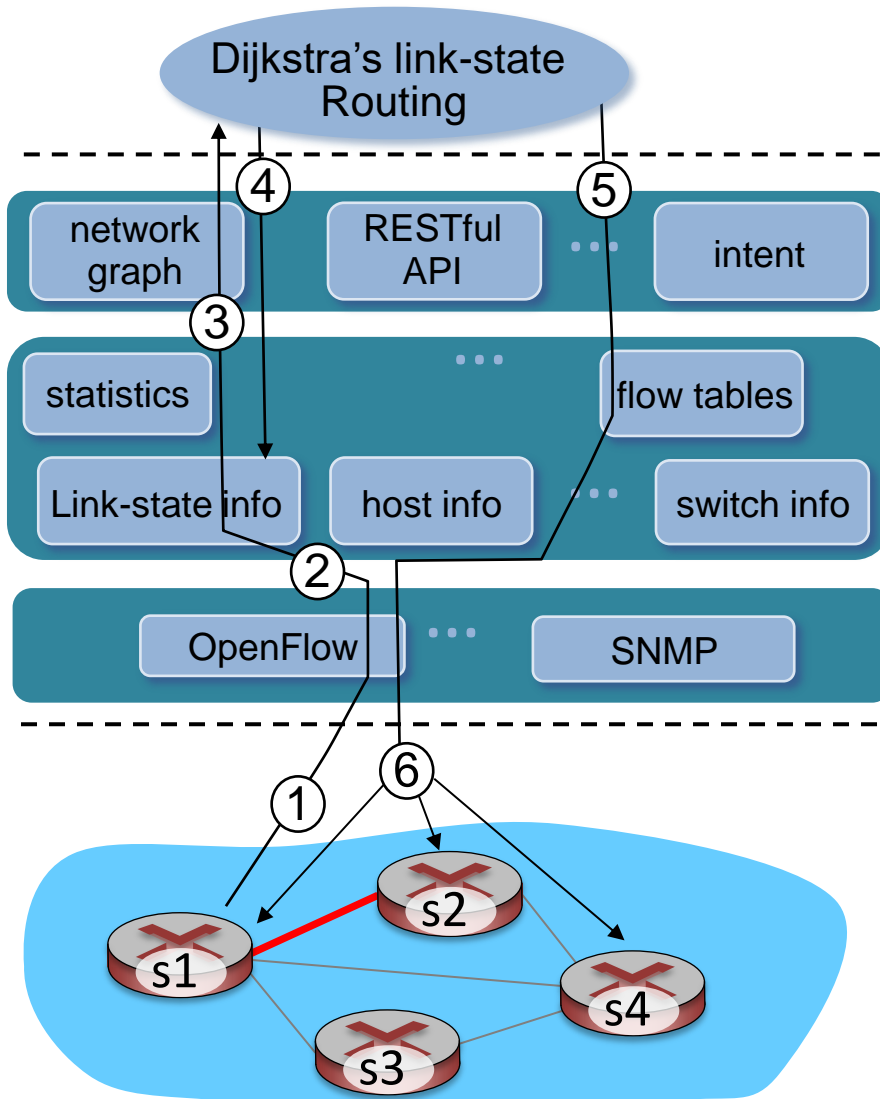 Dijkstra's link-state
Routing
4
5
network
graph
RESTful
API
...
intent
3
statistics
...
flow tables
Link-state info
host info
...
switch info
2
OpenFlow
...
SNMP
1
6
s2
s1
s4
s3